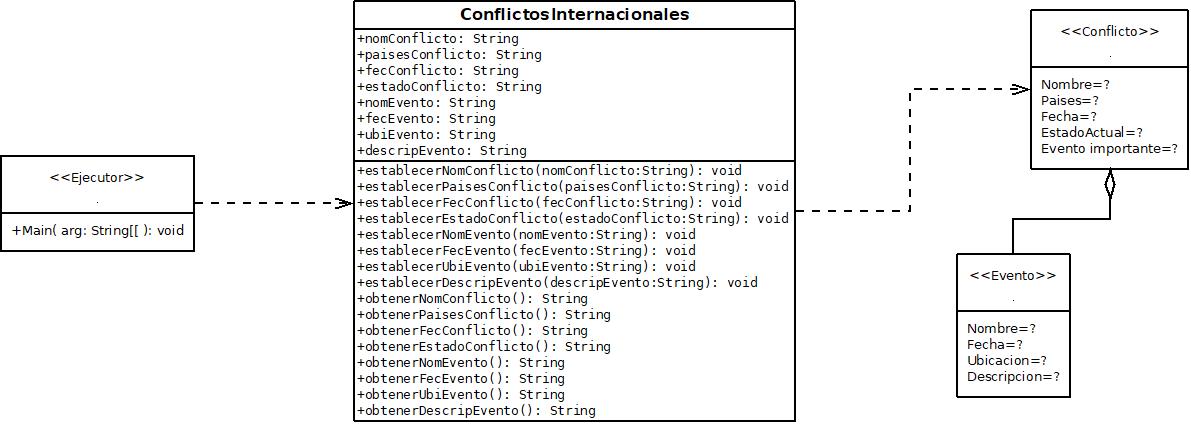 <<Ejecutor>>
.
+Main( arg: String[[ ): void
ConflictosInternacionales
+nomConflicto: String
+paisesConflicto: String
+fecConflicto: String
+estadoConflicto: String
+nomEvento: String
+fecEvento: String
+ubiEvento: String
+descripEvento: String
+establecerNomConflicto(nomConflicto:String): void
+establecerPaisesConflicto(paisesConflicto:String): void
+establecerFecConflicto(fecConflicto:String): void
+establecerEstadoConflicto(estadoConflicto:String): void
+establecerNomEvento(nomEvento:String): void
+establecerFecEvento(fecEvento:String): void
+establecerUbiEvento(ubiEvento:String): void
+establecerDescripEvento(descripEvento:String): void
+obtenerNomConflicto(): String
+obtenerPaisesConflicto(): String
+obtenerFecConflicto(): String
+obtenerEstadoConflicto(): String
+obtenerNomEvento(): String
+obtenerFecEvento(): String
+obtenerUbiEvento(): String
+obtenerDescripEvento(): String
<<Conflicto>>
.
Nombre=?
Paises=?
Fecha=?
EstadoActual=?
Evento importante=?
<<Evento>>
.
Nombre=?
Fecha=?
Ubicacion=?
Descripcion=?